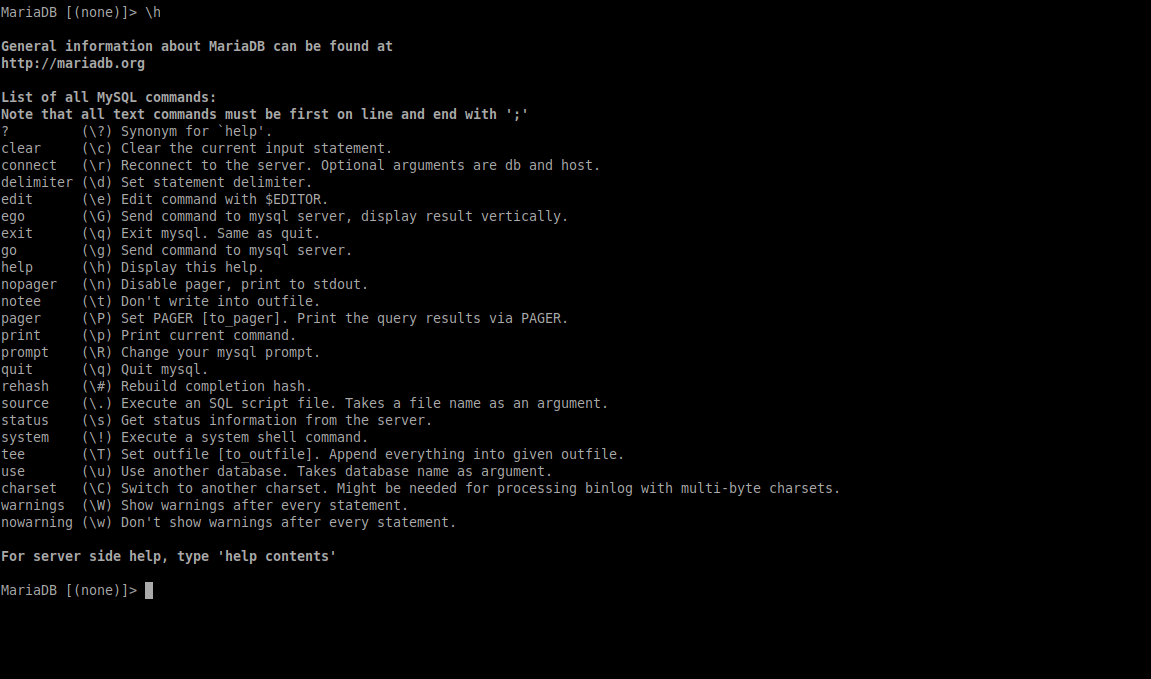 MariaDB [(none)]> \h
General information about MariaDB can be found at
http://mariadb.org
List of all MySQL commands:
Note that all text commands must be first on line and end with ';'
?         (\?) Synonym for `help'.
clear     (\c) Clear the current input statement.
connect   (\r) Reconnect to the server. Optional arguments are db and host.
delimiter (\d) Set statement delimiter.
edit      (\e) Edit command with $EDITOR.
ego       (\G) Send command to mysql server, display result vertically.
exit      (\q) Exit mysql. Same as quit.
go        (\g) Send command to mysql server.
help      (\h) Display this help.
nopager   (\n) Disable pager, print to stdout.
notee     (\t) Don't write into outfile.
pager     (\P) Set PAGER [to_pager]. Print the query results via PAGER.
print     (\p) Print current command.
prompt    (\R) Change your mysql prompt.
quit      (\q) Quit mysql.
rehash    (\#) Rebuild completion hash.
source    (\.) Execute an SQL script file. Takes a file name as an argument.
status    (\s) Get status information from the server.
system    (\!) Execute a system shell command.
tee       (\T) Set outfile [to_outfile]. Append everything into given outfile.
use       (\u) Use another database. Takes database name as argument.
charset   (\C) Switch to another charset. Might be needed for processing binlog with multi-byte charsets.
warnings  (\W) Show warnings after every statement.
nowarning (\w) Don't show warnings after every statement.
For server side help, type 'help contents'
MariaDB [(none)]>